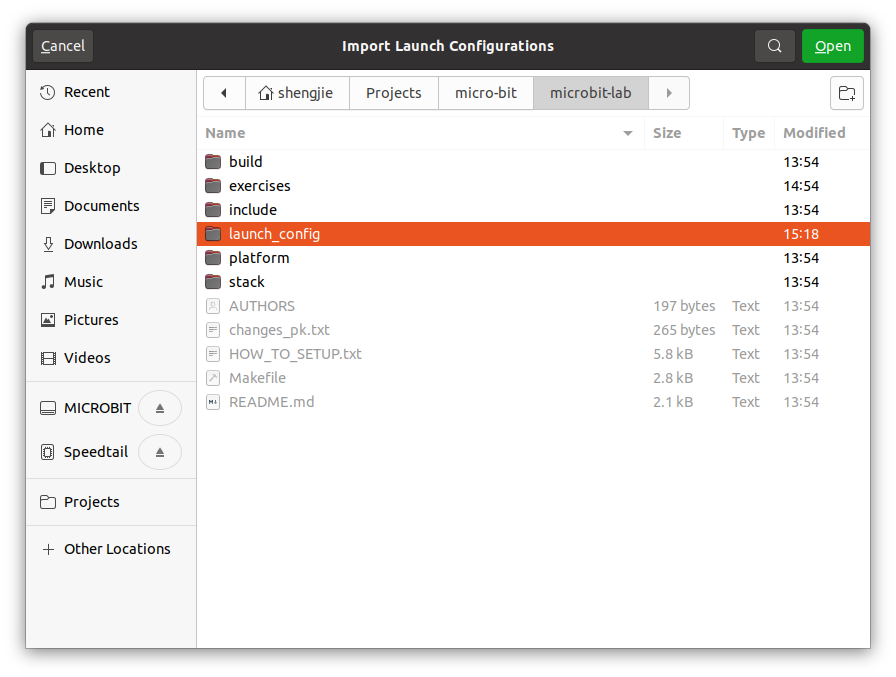 Cancel Import Launch Configurations Open
Recent
Home
Desktop
Documents
Downloads
Music
Pictures
Videos
MICROBIT
Speedtail
Projects
Other Locations
shengjie Projects micro-bit microbit-lab
Name Size Type Modified
build 13:54
exercises 14:54
include 13:54
launch_config 15:18
platform 13:54
stack 13:54
AUTHORS 197 bytes Text 13:54
changes_pk.txt 265 bytes Text 13:54
HOW_TO_SETUP.txt 5.8 kB Text 13:54
Makefile 2.8 kB Text 13:54
README.md 2.1 kB Text 13:54